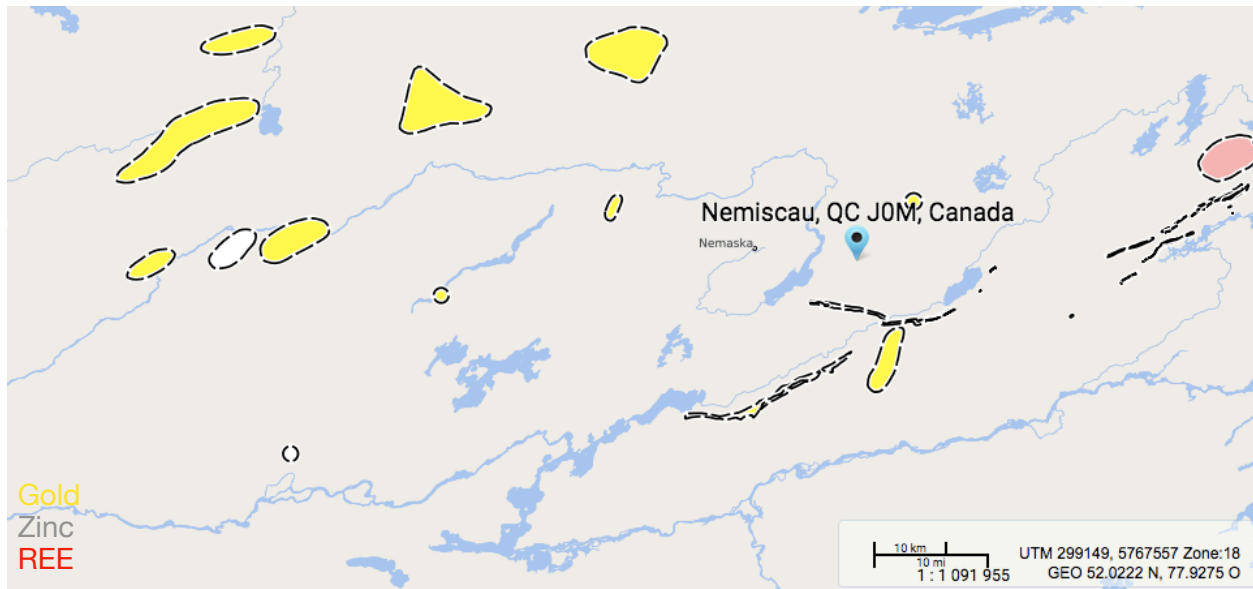 Nemiscau, QC J0M, Canada
Nemaska
Gold
Zinc
REE
10 km
10 mi
1 : 1 091 955
UTM 299149, 5767557 Zone:18
GEO 52.0222 N, 77.9275 O